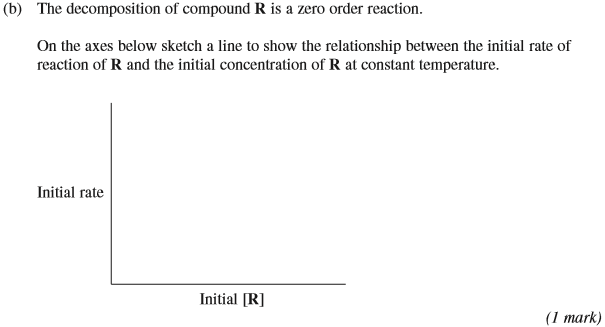 (b) The decomposition of compound R is a zero order reaction.
On the axes below sketch a line to show the relationship between the initial rate of
reaction of R and the initial concentration of R at constant temperature.
Initial rate
Initial [R]
(1 mark)